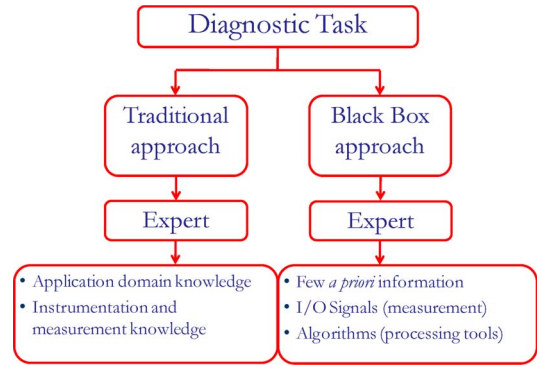 Diagnostic Task
Traditional
approach
Black Box
approach
Expert
Expert
• Application domain knowledge
• Instrumentation and
measurement knowledge
• Few a priori information
• I/O Signals (measurement)
• Algorithms (processing tools)